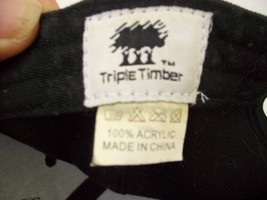 TM
Triple Timber
100% ACRYLIC
MADE IN CHINA